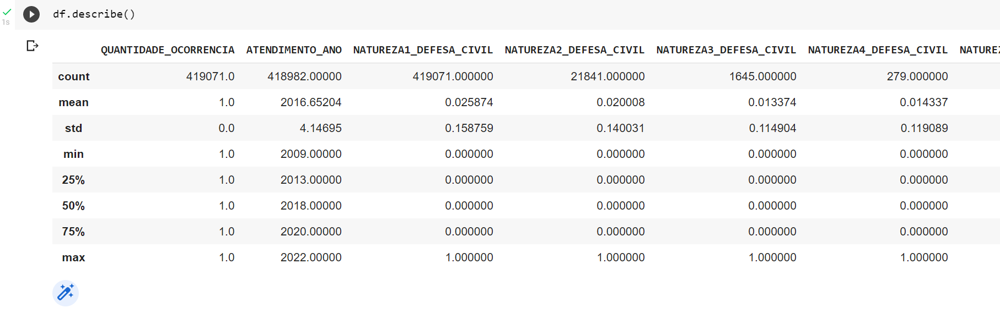 df.describe()
1s
QUANTIDADE_OCORRENCIA ATENDIMENTO_ANO NATUREZA1_DEFESA_CIVIL NATUREZA2_DEFESA_CIVIL NATUREZA3_DEFESA_CIVIL NATUREZA4_DEFESA_CIVIL
count 419071.0 418982.00000 419071.000000 21841.000000 1645.000000 279.000000
mean 1.0 2016.65204 0.025874 0.020008 0.013374 0.014337
std 0.0 4.14695 0.158759 0.140031 0.114904 0.119089
min 1.0 2009.00000 0.000000 0.000000 0.000000 0.000000
25% 1.0 2013.00000 0.000000 0.000000 0.000000 0.000000
50% 1.0 2018.00000 0.000000 0.000000 0.000000 0.000000
75% 1.0 2020.00000 0.000000 0.000000 0.000000 0.000000
max 1.0 2022.00000 1.000000 1.000000 1.000000 1.000000